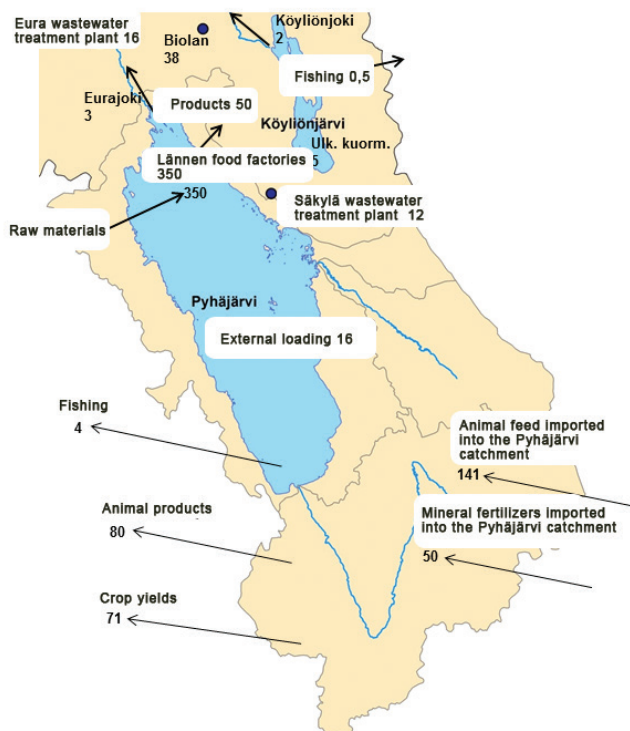 Eura wastewater
treatment plant 16
Biolan
38
Köyliönjoki
2
Fishing 0,5
Eurajoki
3
Products 50
Köyliönjärvi
Ulk. kuorm.
5
Lännen food factories
350
350
Säkylä wastewater
treatment plant 12
Raw materials
Pyhäjärvi
External loading 16
Fishing
4
Animal feed imported
into the Pyhäjärvi
catchment
141
Animal products
80
Mineral fertilizers imported
into the Pyhäjärvi catchment
50
Crop yields
71